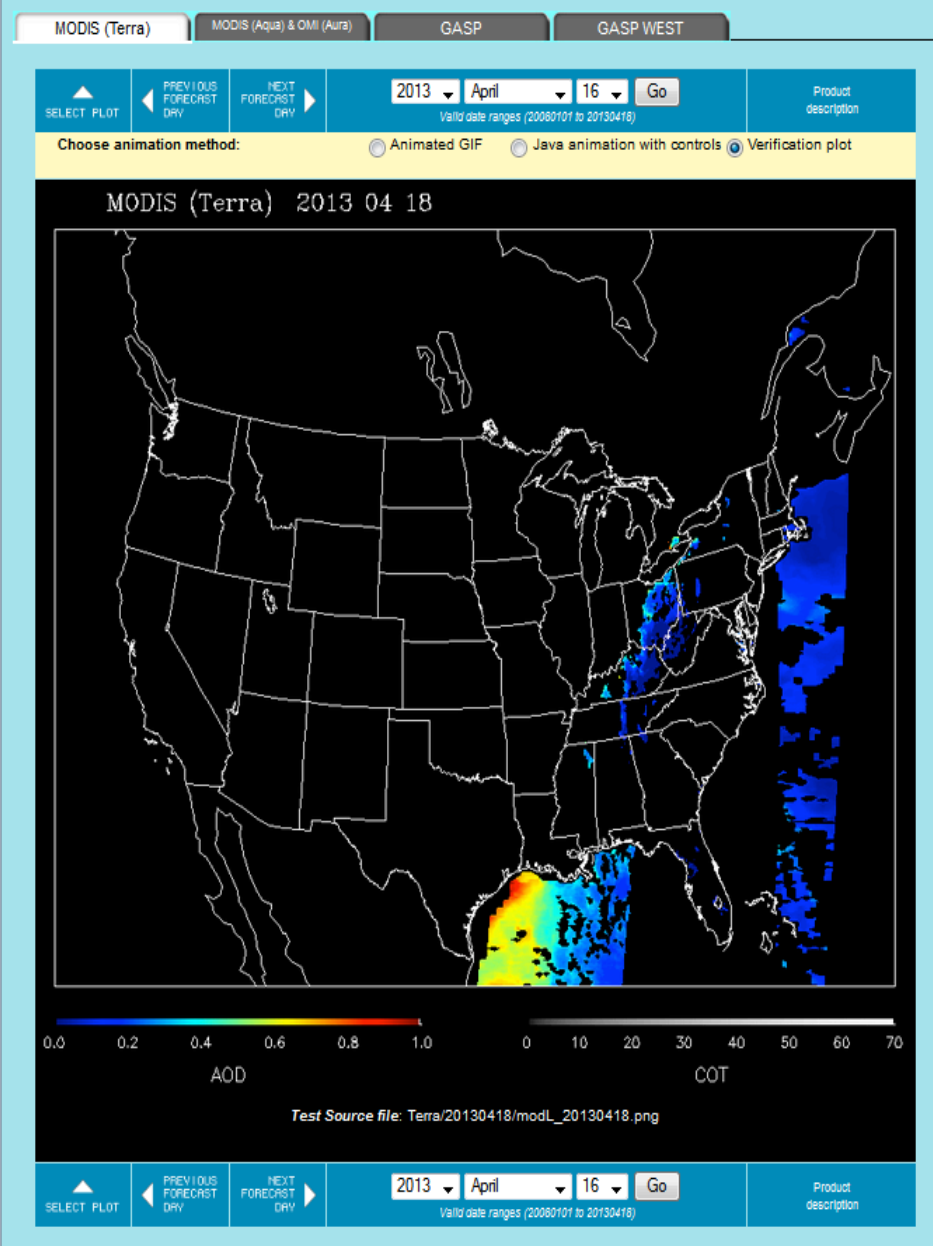 MODIS (Terra) MODIS (Aqua) & OMI (Aura) GASP GASP WEST
SELECT PLOT PREVIOUS FORECAST DAY NEXT FORECAST DAY 2013 April 16 Go Product description
Valid date ranges (20080101 to 20130418)
Choose animation method: Animated GIF Java animation with controls Verification plot
MODIS (Terra) 2013 04 18
0.0 0.2 0.4 0.6 0.8 1.0 0 10 20 30 40 50 60 70
AOD COT
Test Source file: Terra/20130418/modL_20130418.png
SELECT PLOT PREVIOUS FORECAST DAY NEXT FORECAST DAY 2013 April 16 Go Product description
Valid date ranges (20080101 to 20130418)